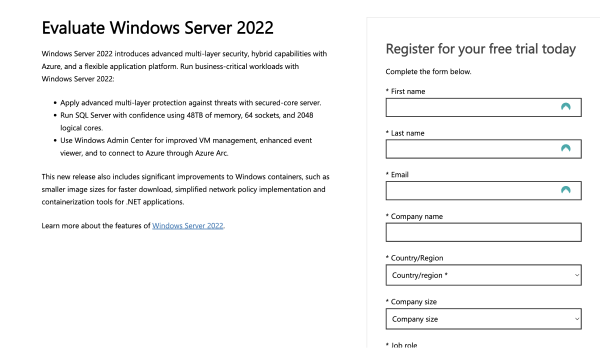 Evaluate Windows Server 2022
Windows Server 2022 introduces advanced multi-layer security, hybrid capabilities with
Azure, and a flexible application platform. Run business-critical workloads with
Windows Server 2022:
• Apply advanced multi-layer protection against threats with secured-core server.
• Run SQL Server with confidence using 48TB of memory, 64 sockets, and 2048
logical cores.
• Use Windows Admin Center for improved VM management, enhanced event
viewer, and to connect to Azure through Azure Arc.
This new release also includes significant improvements to Windows containers, such as
smaller image sizes for faster download, simplified network policy implementation and
containerization tools for .NET applications.
Learn more about the features of Windows Server 2022.
Register for your free trial today
Complete the form below.
* First name
* Last name
* Email
* Company name
* Country/Region
Country/region *
* Company size
Company size
* Job role